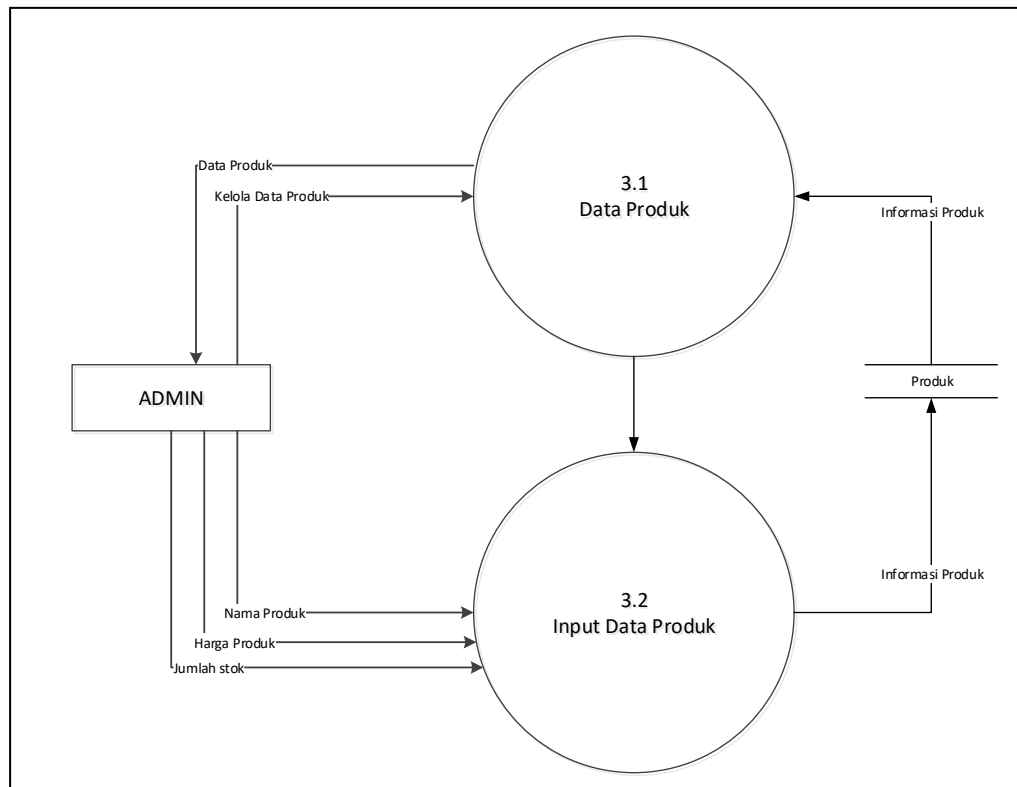 3.1
Data Produk
Data Produk
Kelola Data Produk
Informasi Produk
ADMIN
Produk
Informasi Produk
3.2
Input Data Produk
Nama Produk
Harga Produk
Jumlah stok